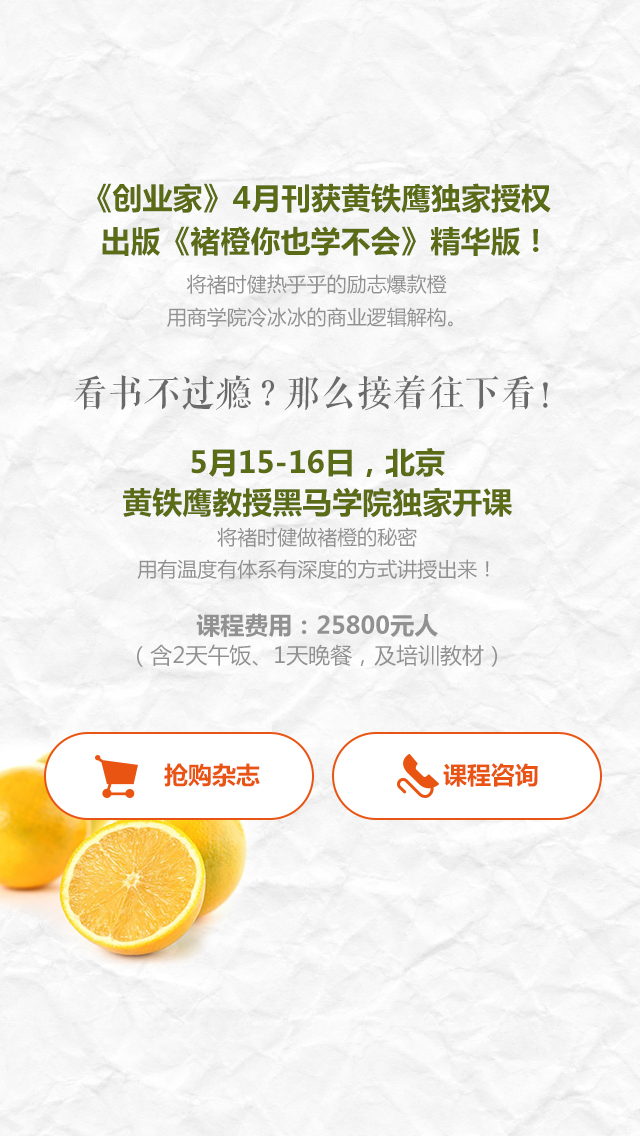 《创业家》4月刊获黄铁鹰独家授权
出版《褚橙你也学不会》精华版！
将褚时健热乎乎的励志爆款橙
用商学院冷冰冰的商业逻辑解构。
看书不过瘾？那么接着往下看！
5月15-16日，北京
黄铁鹰教授黑马学院独家开课
将褚时健做褚橙的秘密
用有温度有体系有深度的方式讲授出来！
课程费用：25800元人
（含2天午饭、1天晚餐，及培训教材）
抢购杂志
课程咨询